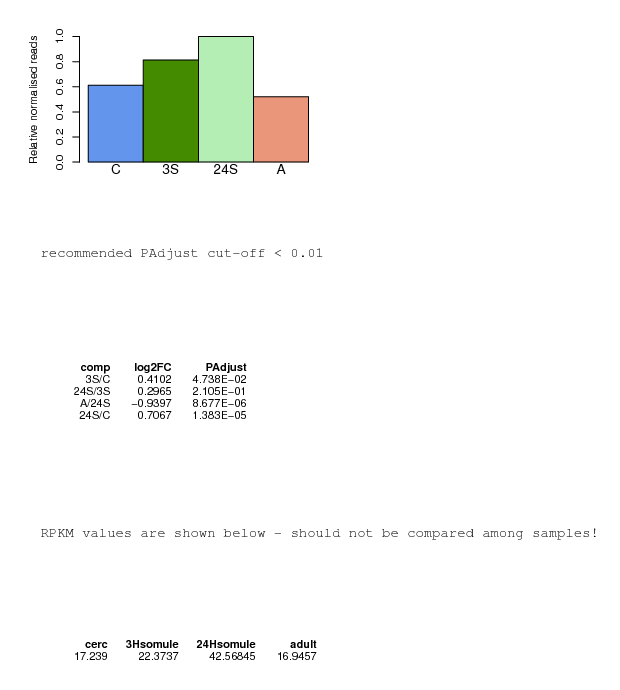 Relative normalised reads
1.0
0.8
0.6
0.4
0.2
0.0
C 3S 24S A
recommended PAdjust cut-off < 0.01
comp log2FC PAdjust
3S/C 0.4102 4.738E-02
24S/3S 0.2965 2.105E-01
A/24S -0.9397 8.677E-06
24S/C 0.7067 1.383E-05
RPKM values are shown below - should not be compared among samples!
cerc 3Hsomule 24Hsomule adult
17.239 22.3737 42.56845 16.9457